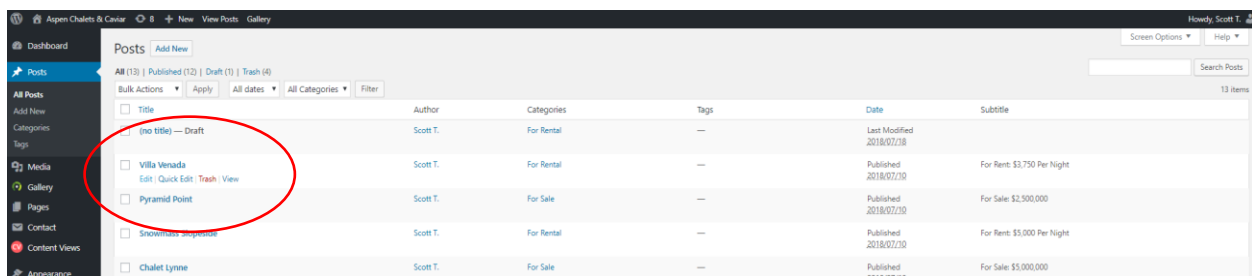 Aspen Chalets & Caviar 8 + New View Posts Gallery Howdy, Scott T.
Dashboard
Posts
All Posts
Add New
Categories
Tags
Media
Gallery
Pages
Contact
CV Content Views
Appearance
Posts Add New Screen Options ▼ Help ▼
All (13) | Published (12) | Draft (1) | Trash (4) Search Posts
Bulk Actions ▼ Apply All dates ▼ All Categories ▼ Filter 13 items
Title Author Categories Tags Date Subtitle
(no title) — Draft Scott T. For Rental — Last Modified
2018/07/18
Villa Venada Scott T. For Rental — Published For Rent: $3,750 Per Night
Edit | Quick Edit | Trash | View 2018/07/10
Pyramid Point Scott T. For Sale — Published For Sale: $2,500,000
2018/07/10
Snowmass Slopeside Scott T. For Rental — Published For Rent: $5,000 Per Night
2018/07/10
Chalet Lynne Scott T. For Sale — Published For Sale: $5,000,000